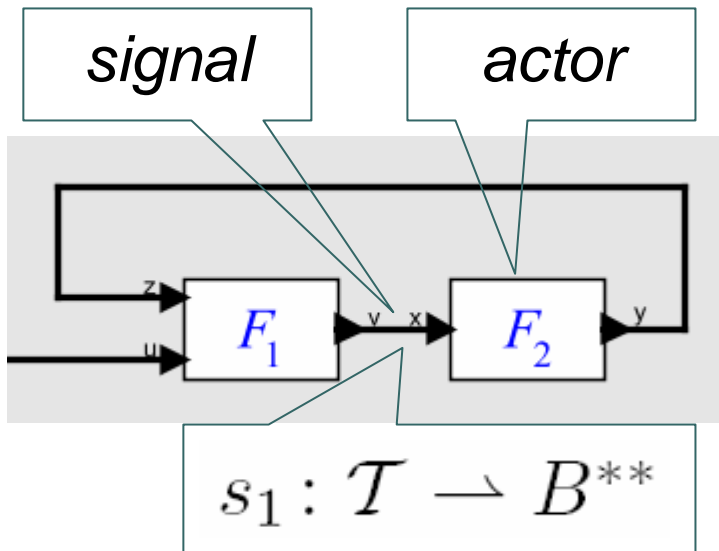 signal
actor
z
u
F₁
v
x
F₂
y
s₁ : 𝒯 ⇀ B**